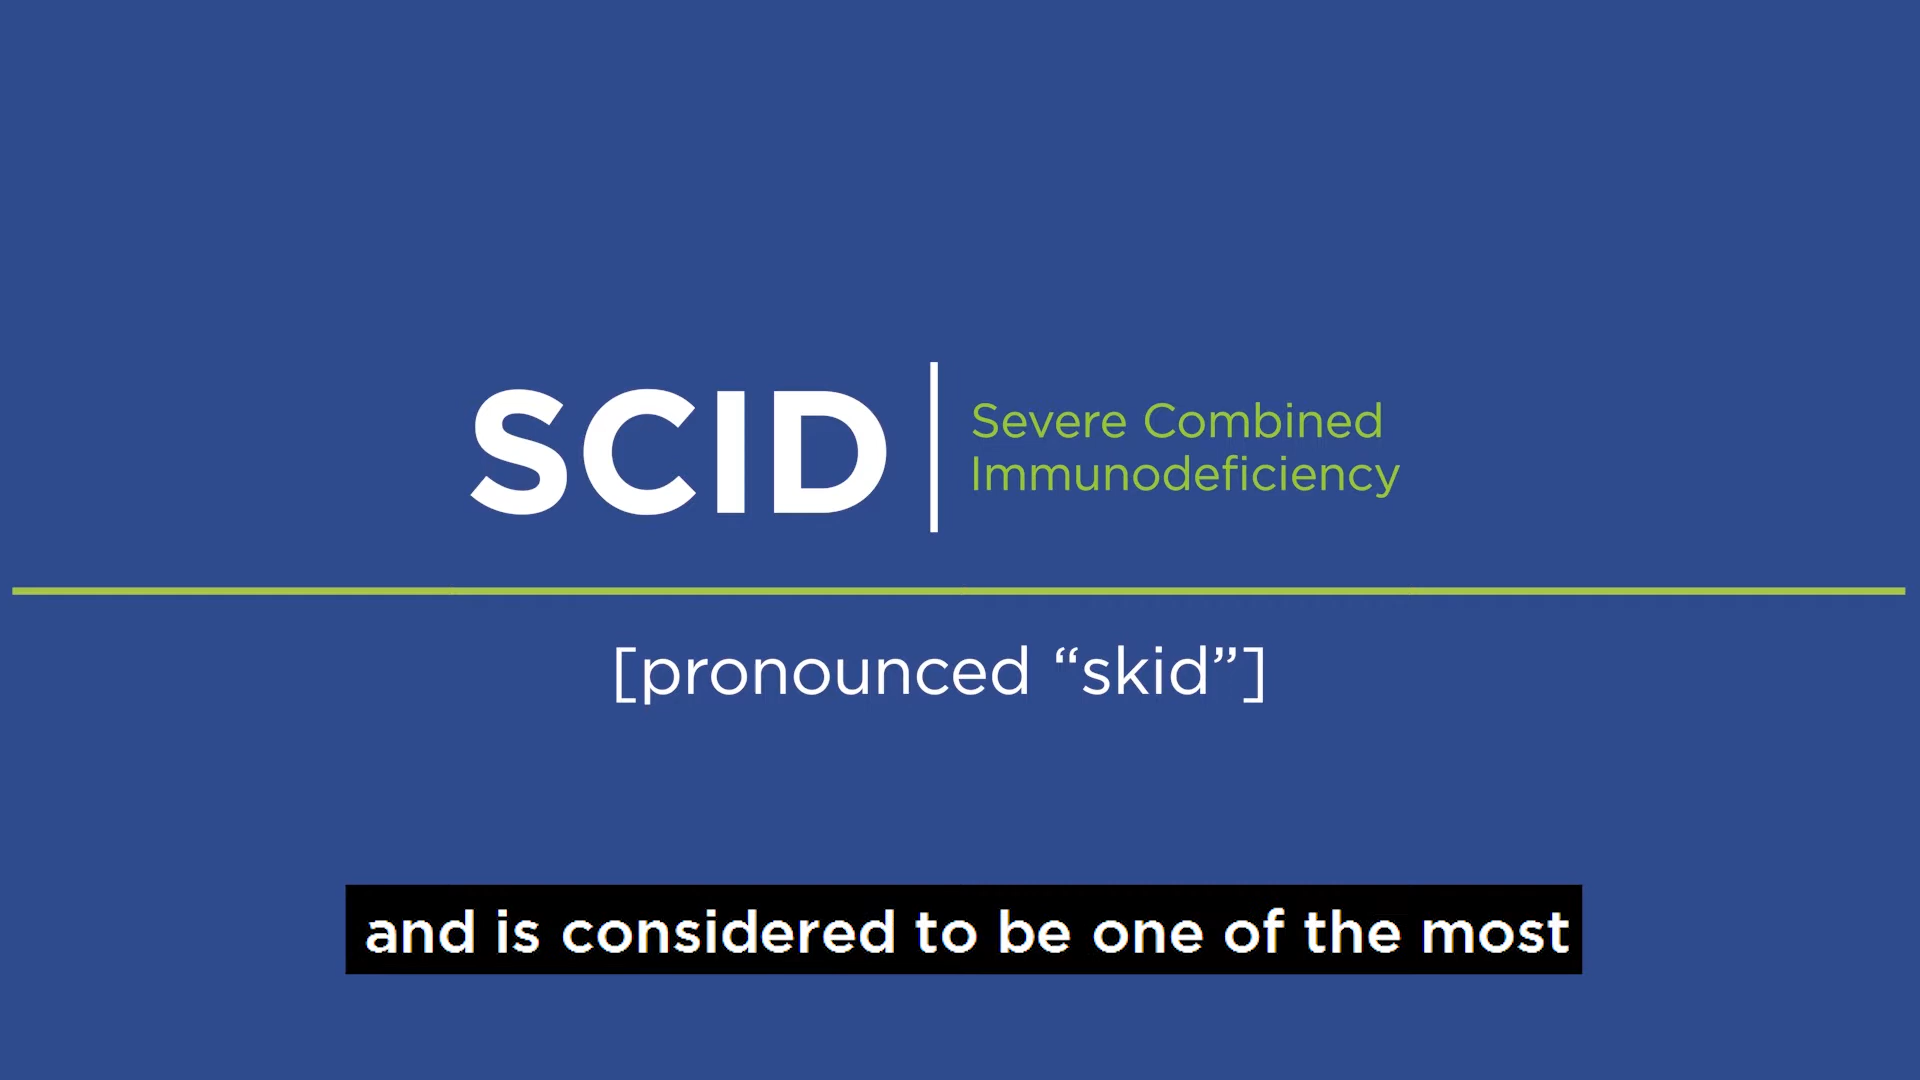 SCID
Severe Combined
Immunodeficiency
[pronounced “skid”]
and is considered to be one of the most